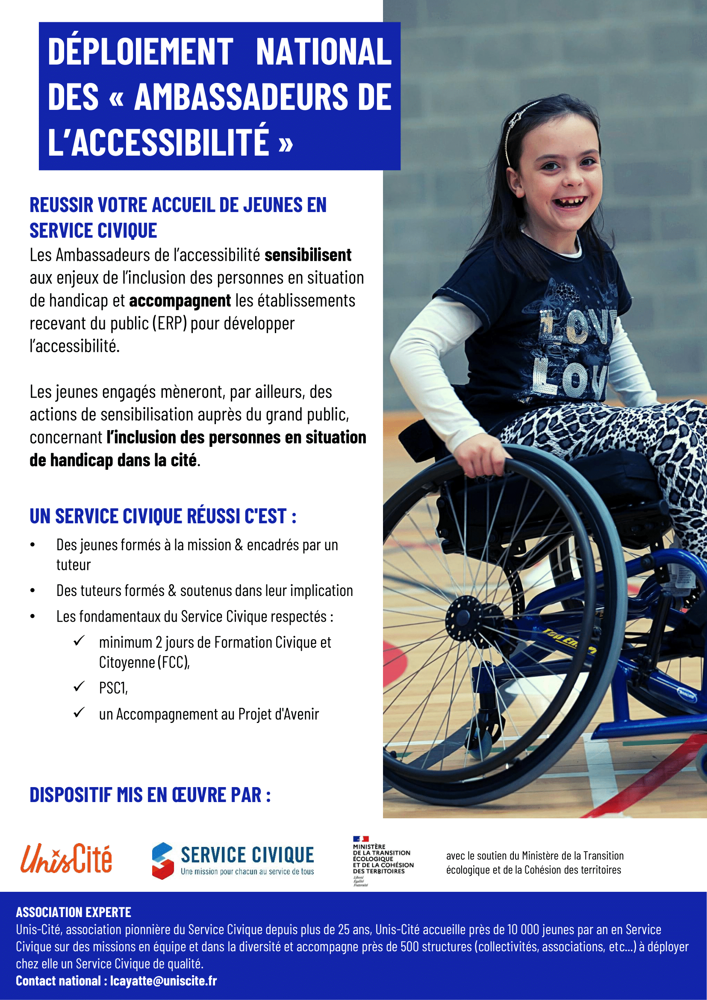 DÉPLOIEMENT NATIONAL
DES « AMBASSADEURS DE
L’ACCESSIBILITÉ »
REUSSIR VOTRE ACCUEIL DE JEUNES EN
SERVICE CIVIQUE
Les Ambassadeurs de l’accessibilité sensibilisent
aux enjeux de l’inclusion des personnes en situation
de handicap et accompagnent les établissements
recevant du public (ERP) pour développer
l’accessibilité.
Les jeunes engagés mèneront, par ailleurs, des
actions de sensibilisation auprès du grand public,
concernant l’inclusion des personnes en situation
de handicap dans la cité.
UN SERVICE CIVIQUE RÉUSSI C'EST :
• Des jeunes formés à la mission & encadrés par un
tuteur
• Des tuteurs formés & soutenus dans leur implication
• Les fondamentaux du Service Civique respectés :
✓ minimum 2 jours de Formation Civique et
Citoyenne (FCC),
✓ PSC1,
✓ un Accompagnement au Projet d'Avenir
DISPOSITIF MIS EN ŒUVRE PAR :
LOVE
LOV
Top End
UnisCité
SERVICE CIVIQUE
Une mission pour chacun au service de tous
MINISTÈRE
DE LA TRANSITION
ÉCOLOGIQUE
ET DE LA COHÉSION
DES TERRITOIRES
Liberté
Égalité
Fraternité
avec le soutien du Ministère de la Transition
écologique et de la Cohésion des territoires
ASSOCIATION EXPERTE
Unis-Cité, association pionnière du Service Civique depuis plus de 25 ans, Unis-Cité accueille près de 10 000 jeunes par an en Service
Civique sur des missions en équipe et dans la diversité et accompagne près de 500 structures (collectivités, associations, etc...) à déployer
chez elle un Service Civique de qualité.
Contact national : lcayatte@uniscite.fr